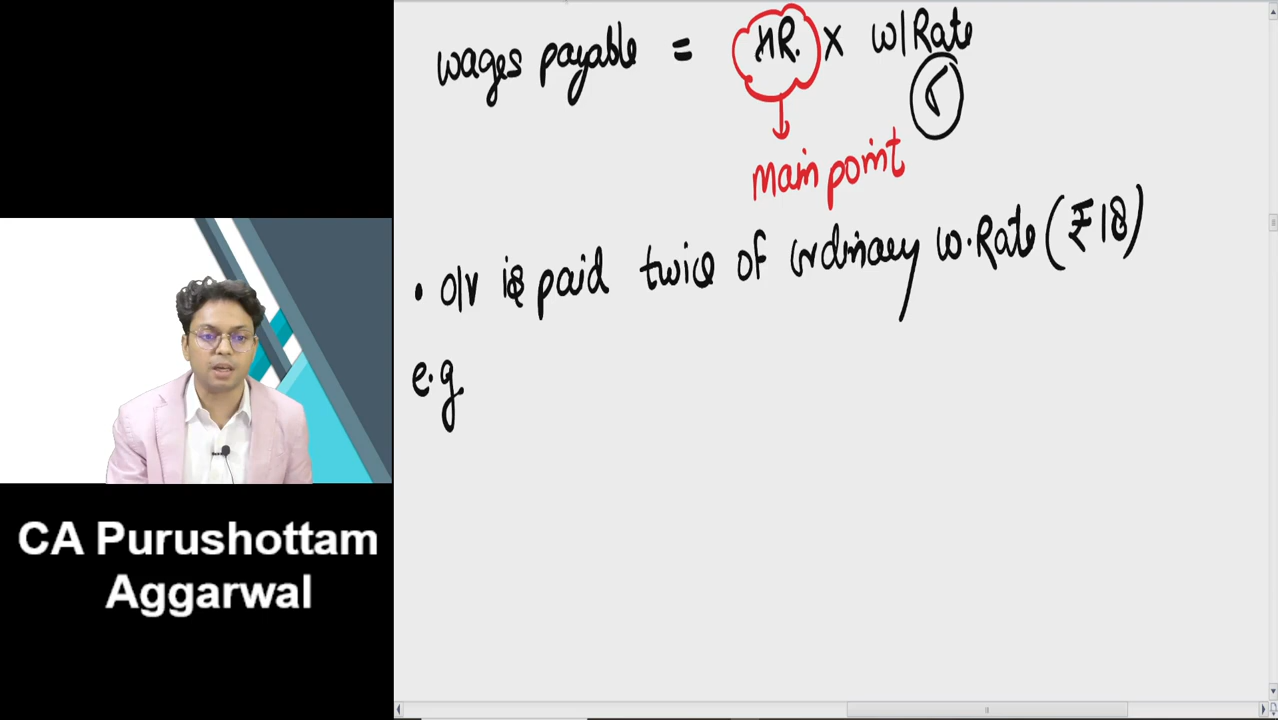 wages payable = HR. x w/Rate
main point
• o/v is paid twice of ordinary w.Rate (₹18)
e.g.
CA Purushottam
Aggarwal